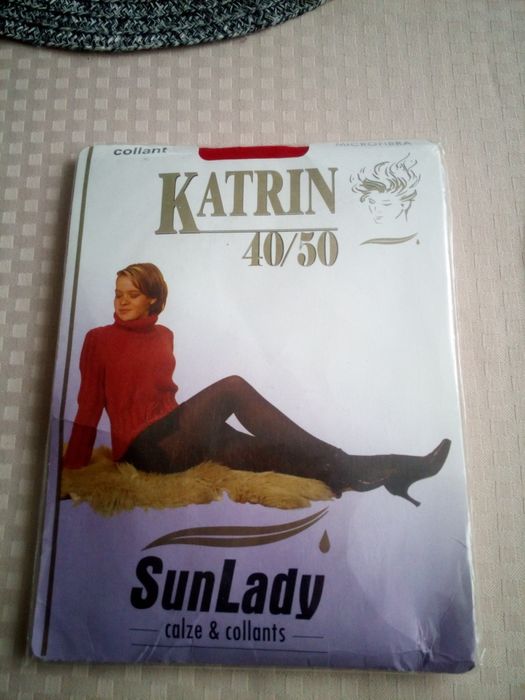 collant
MICROFIBRA
KATRIN
40/50
SunLady
calze & collants